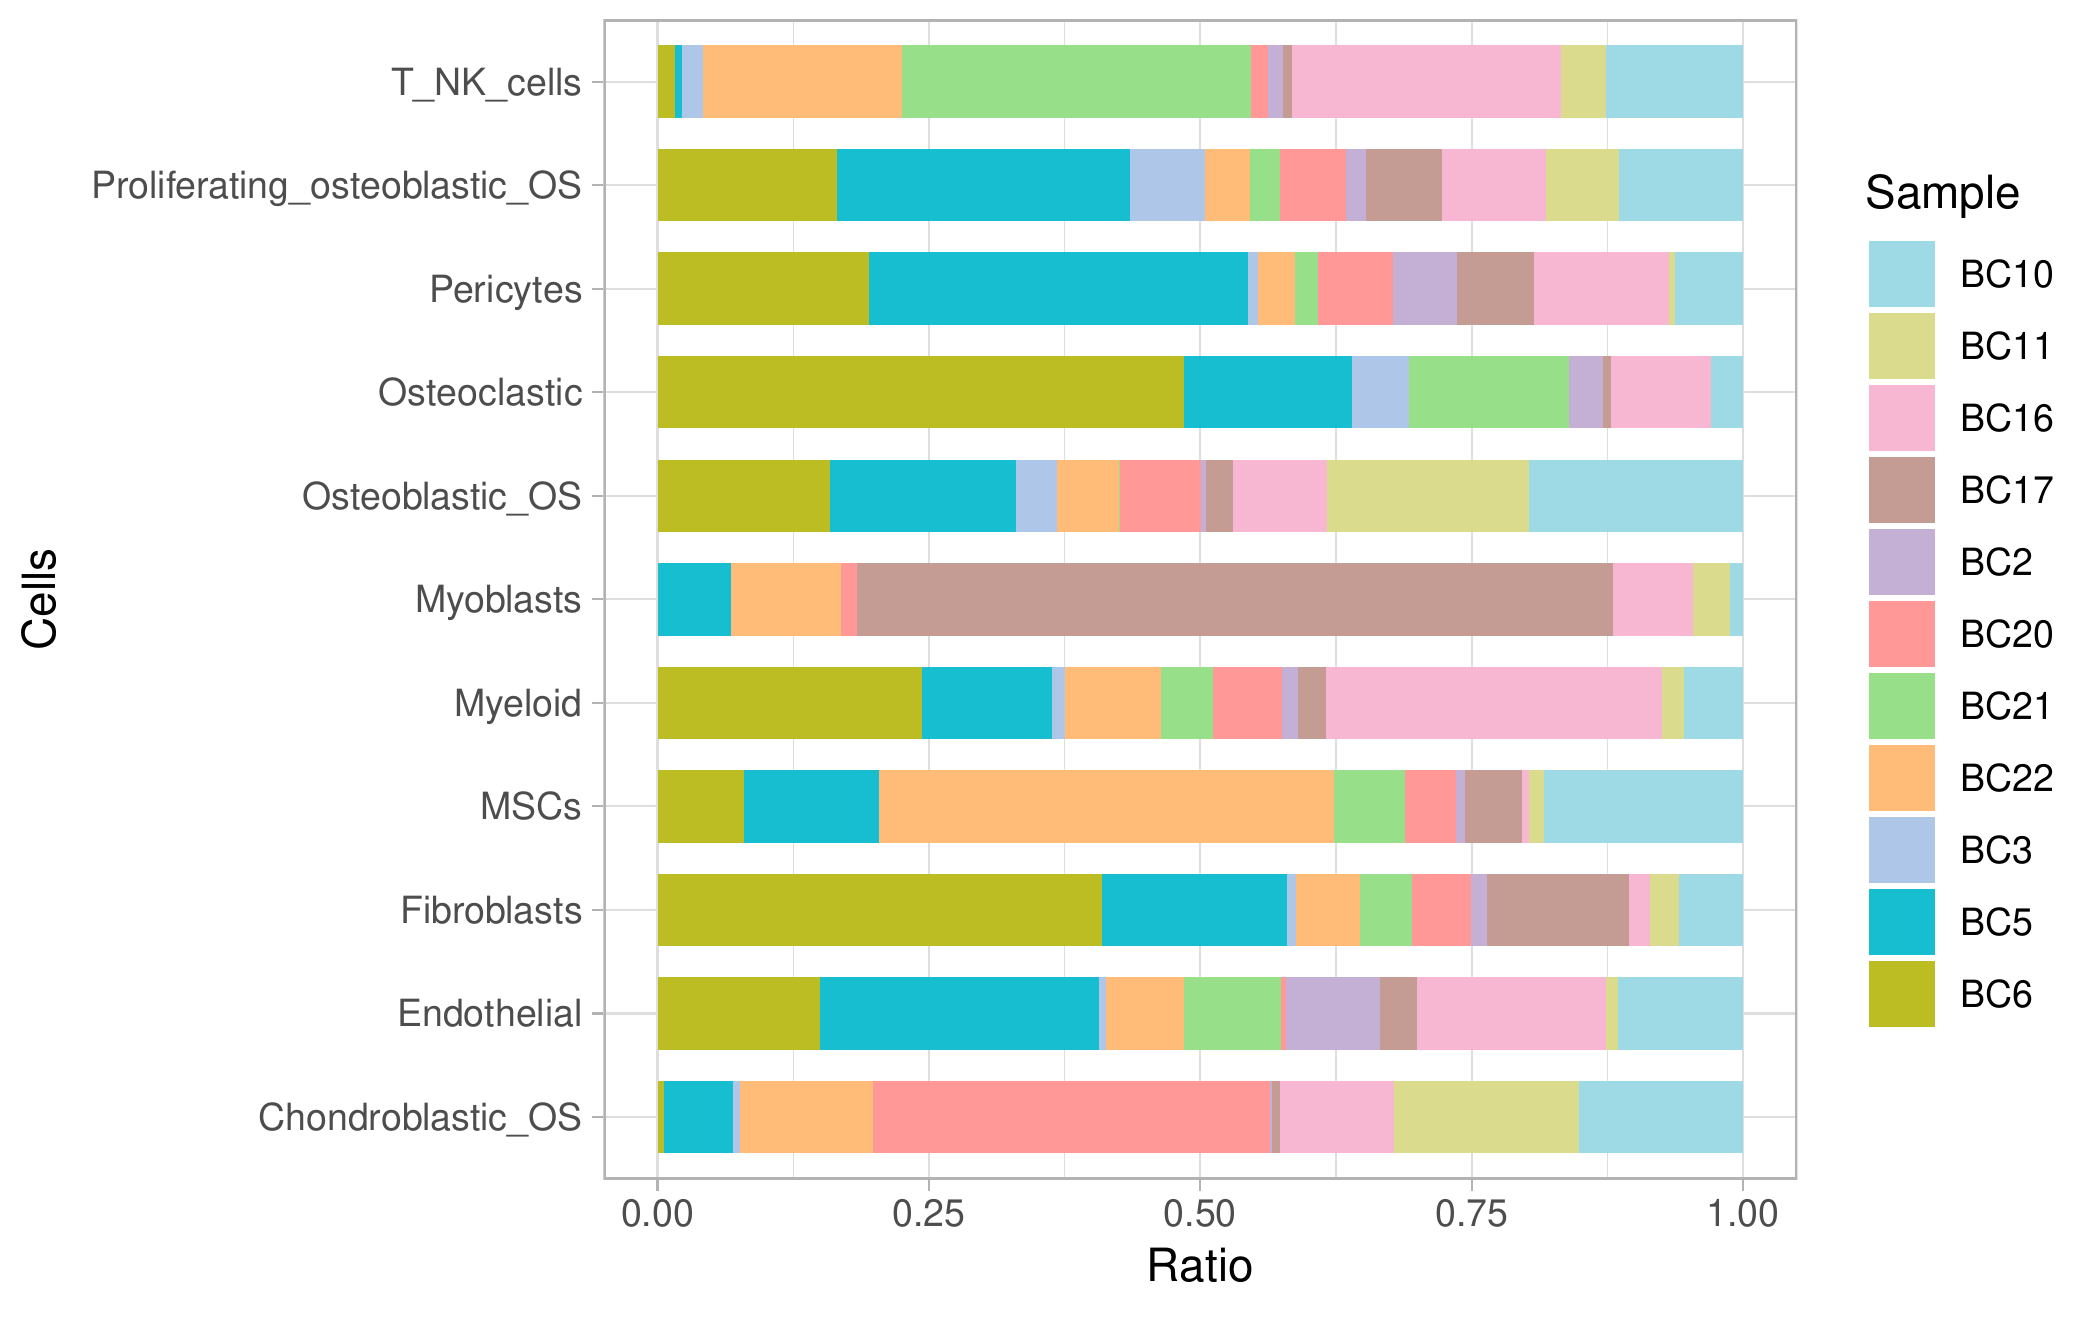 T_NK_cells
Proliferating_osteoblastic_OS
Pericytes
Osteoclastic
Osteoblastic_OS
Myoblasts
Myeloid
MSCs
Fibroblasts
Endothelial
Chondroblastic_OS
Cells
0.00 0.25 0.50 0.75 1.00
Ratio
Sample
BC10
BC11
BC16
BC17
BC2
BC20
BC21
BC22
BC3
BC5
BC6